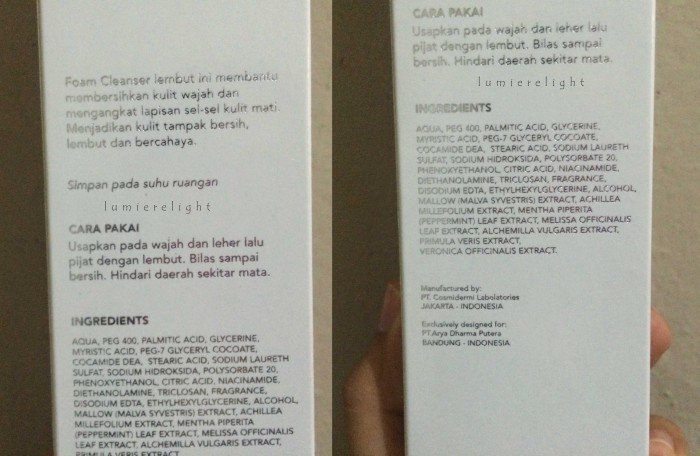 Foam Cleanser lembut ini membantu
membersihkan kulit wajah dan
mengangkat lapisan sel-sel kulit mati.
Menjadikan kulit tampak bersih,
lembut dan bercahaya.
Simpan pada suhu ruangan
lumierelight
CARA PAKAI
Usapkan pada wajah dan leher lalu
pijat dengan lembut. Bilas sampai
bersih. Hindari daerah sekitar mata.
INGREDIENTS
AQUA, PEG 400, PALMITIC ACID, GLYCERINE,
MYRISTIC ACID, PEG-7 GLYCERYL COCOATE,
COCAMIDE DEA, STEARIC ACID, SODIUM LAURETH
SULFAT, SODIUM HIDROKSIDA, POLYSORBATE 20,
PHENOXYETHANOL, CITRIC ACID, NIACINAMIDE,
DIETHANOLAMINE, TRICLOSAN, FRAGRANCE,
DISODIUM EDTA, ETHYLHEXYLGLYCERINE, ALCOHOL,
MALLOW (MALVA SYVESTRIS) EXTRACT, ACHILLEA
MILLEFOLIUM EXTRACT, MENTHA PIPERITA
(PEPPERMINT) LEAF EXTRACT, MELISSA OFFICINALIS
LEAF EXTRACT, ALCHEMILLA VULGARIS EXTRACT,
PRIMULA VERIS EXTRACT,
CARA PAKAI
Usapkan pada wajah dan leher lalu
pijat dengan lembut. Bilas sampai
bersih. Hindari daerah sekitar mata.
lumierelight
INGREDIENTS
AQUA, PEG 400, PALMITIC ACID, GLYCERINE,
MYRISTIC ACID, PEG-7 GLYCERYL COCOATE,
COCAMIDE DEA, STEARIC ACID, SODIUM LAURETH
SULFAT, SODIUM HIDROKSIDA, POLYSORBATE 20,
PHENOXYETHANOL, CITRIC ACID, NIACINAMIDE,
DIETHANOLAMINE, TRICLOSAN, FRAGRANCE,
DISODIUM EDTA, ETHYLHEXYLGLYCERINE, ALCOHOL,
MALLOW (MALVA SYVESTRIS) EXTRACT, ACHILLEA
MILLEFOLIUM EXTRACT, MENTHA PIPERITA
(PEPPERMINT) LEAF EXTRACT, MELISSA OFFICINALIS
LEAF EXTRACT, ALCHEMILLA VULGARIS EXTRACT,
PRIMULA VERIS EXTRACT,
VERONICA OFFICINALIS EXTRACT.
Manufactured by:
PT. Cosmidermi Labolatories
JAKARTA - INDONESIA
Exclusively designed for:
PT.Arya Dharma Putera
BANDUNG - INDONESIA